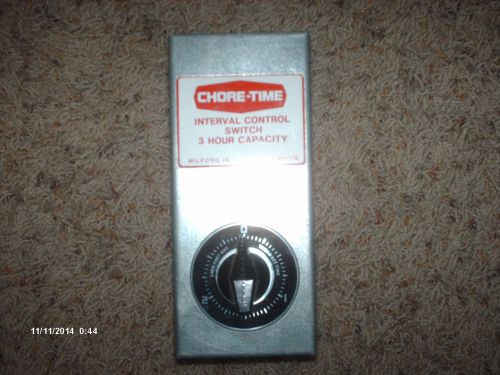 CHORE-TIME
INTERVAL CONTROL
SWITCH
3 HOUR CAPACITY
MILFORD IN
11/11/2014 0:44